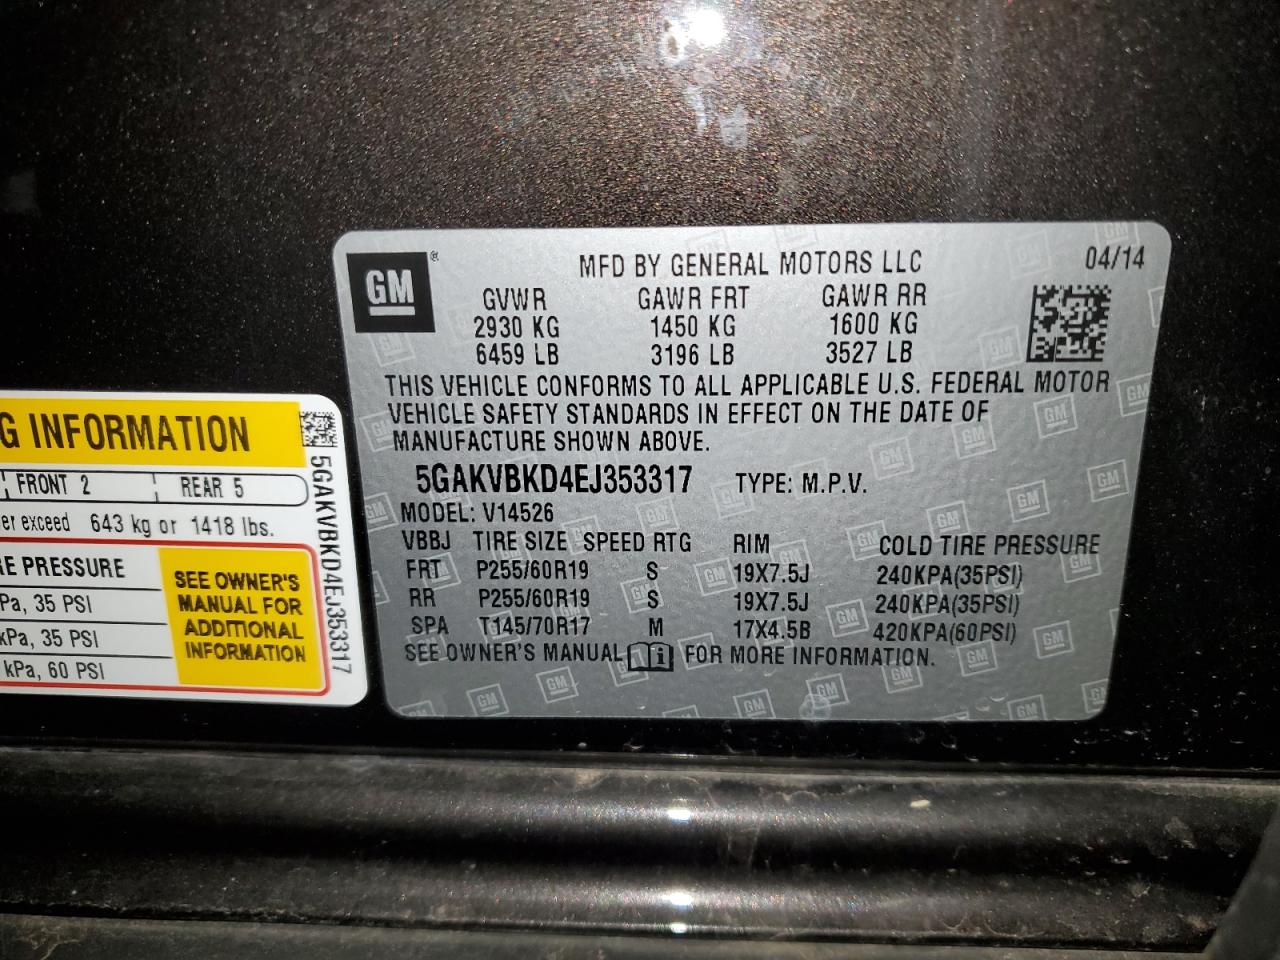 GM®
MFD BY GENERAL MOTORS LLC
04/14
GVWR GAWR FRT GAWR RR
2930 KG 1450 KG 1600 KG
6459 LB 3196 LB 3527 LB
THIS VEHICLE CONFORMS TO ALL APPLICABLE U.S. FEDERAL MOTOR
VEHICLE SAFETY STANDARDS IN EFFECT ON THE DATE OF
MANUFACTURE SHOWN ABOVE.
5GAKVBKD4EJ353317 TYPE: M.P.V.
MODEL: V14526
VBBJ TIRE SIZE SPEED RTG RIM COLD TIRE PRESSURE
FRT P255/60R19 S 19X7.5J 240KPA(35PSI)
RR P255/60R19 S 19X7.5J 240KPA(35PSI)
SPA T145/70R17 M 17X4.5B 420KPA(60PSI)
SEE OWNER'S MANUAL FOR MORE INFORMATION.
G INFORMATION
FRONT 2 REAR 5
er exceed 643 kg or 1418 lbs.
RE PRESSURE
Pa, 35 PSI
kPa, 35 PSI
kPa, 60 PSI
SEE OWNER'S
MANUAL FOR
ADDITIONAL
INFORMATION
5GAKVBKD4EJ353317